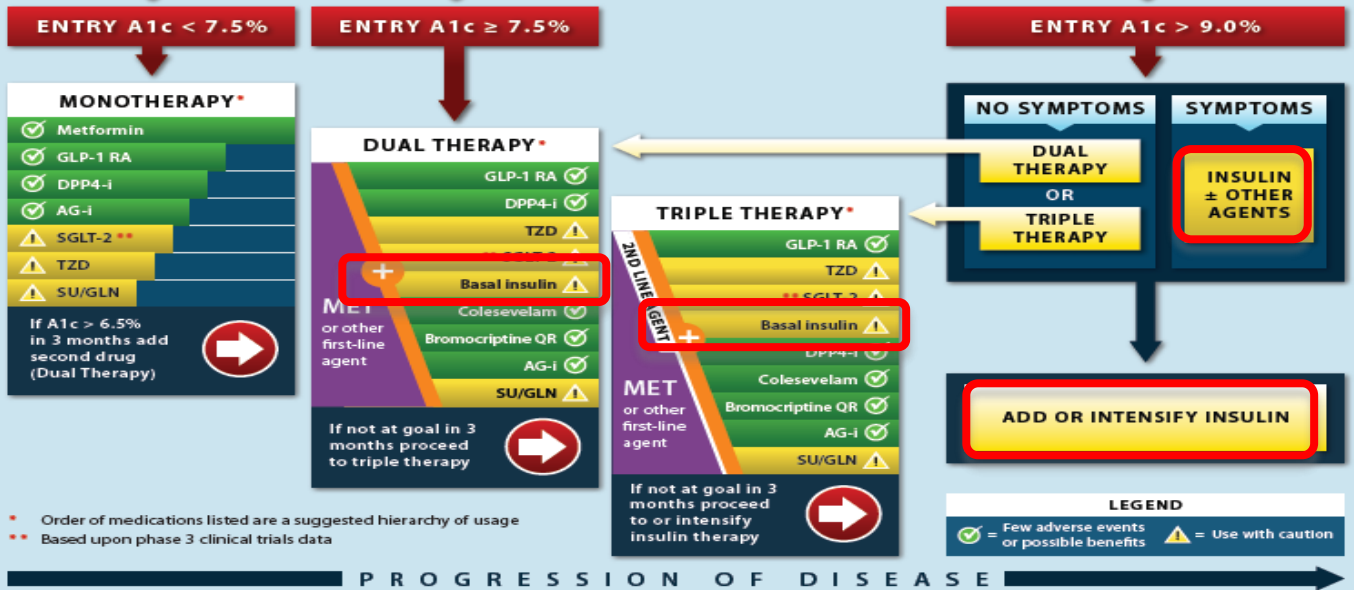 ENTRY A1c < 7.5%
MONOTHERAPY*
Metformin
GLP-1 RA
DPP4-i
AG-i
SGLT-2 **
TZD
SU/GLN
If A1c > 6.5%
in 3 months add
second drug
(Dual Therapy)
ENTRY A1c ≥ 7.5%
DUAL THERAPY*
GLP-1 RA
DPP4-i
TZD
Basal insulin
Colesevelam
Bromocriptine QR
AG-i
SU/GLN
+
MET
or other
first-line
agent
If not at goal in 3
months proceed
to triple therapy
TRIPLE THERAPY*
GLP-1 RA
TZD
** SGLT-2
Basal insulin
DPP4-i
Colesevelam
Bromocriptine QR
AG-i
SU/GLN
2ND LINE AGENT
+
MET
or other
first-line
agent
If not at goal in 3
months proceed
to or intensify
insulin therapy
ENTRY A1c > 9.0%
NO SYMPTOMS
DUAL
THERAPY
OR
TRIPLE
THERAPY
SYMPTOMS
INSULIN
± OTHER
AGENTS
ADD OR INTENSIFY INSULIN
LEGEND
= Few adverse events
or possible benefits
= Use with caution
* Order of medications listed are a suggested hierarchy of usage
** Based upon phase 3 clinical trials data
PROGRESSION OF DISEASE